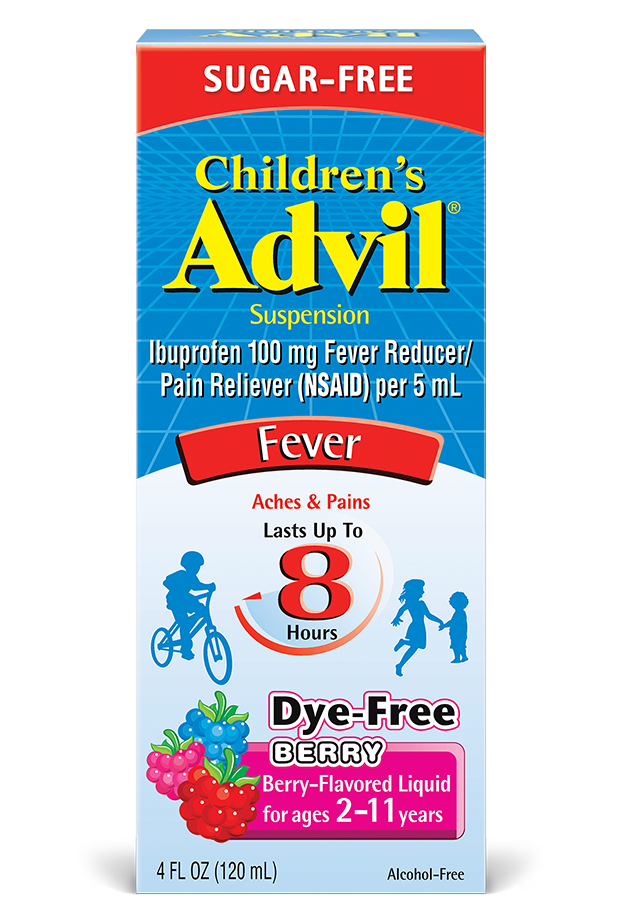 SUGAR-FREE
Children's
Advil®
Suspension
Ibuprofen 100 mg Fever Reducer/
Pain Reliever (NSAID) per 5 mL
Fever
Aches & Pains
Lasts Up To
8
Hours
Dye-Free
BERRY
Berry-Flavored Liquid
for ages 2-11 years
4 FL OZ (120 mL)
Alcohol-Free